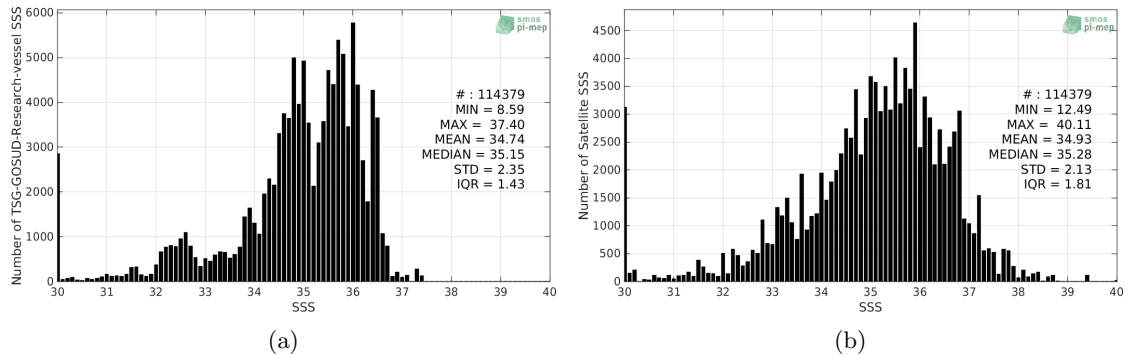 Number of TSG-GOSUD-Research-vessel SSS
6000
5000
4000
3000
2000
1000
0
30 31 32 33 34 35 36 37 38 39 40
SSS
smos
pi-mep
# : 114379
MIN = 8.59
MAX = 37.40
MEAN = 34.74
MEDIAN = 35.15
STD = 2.35
IQR = 1.43
(a)
Number of Satellite SSS
4500
4000
3500
3000
2500
2000
1500
1000
500
0
30 31 32 33 34 35 36 37 38 39 40
SSS
smos
pi-mep
# : 114379
MIN = 12.49
MAX = 40.11
MEAN = 34.93
MEDIAN = 35.28
STD = 2.13
IQR = 1.81
(b)